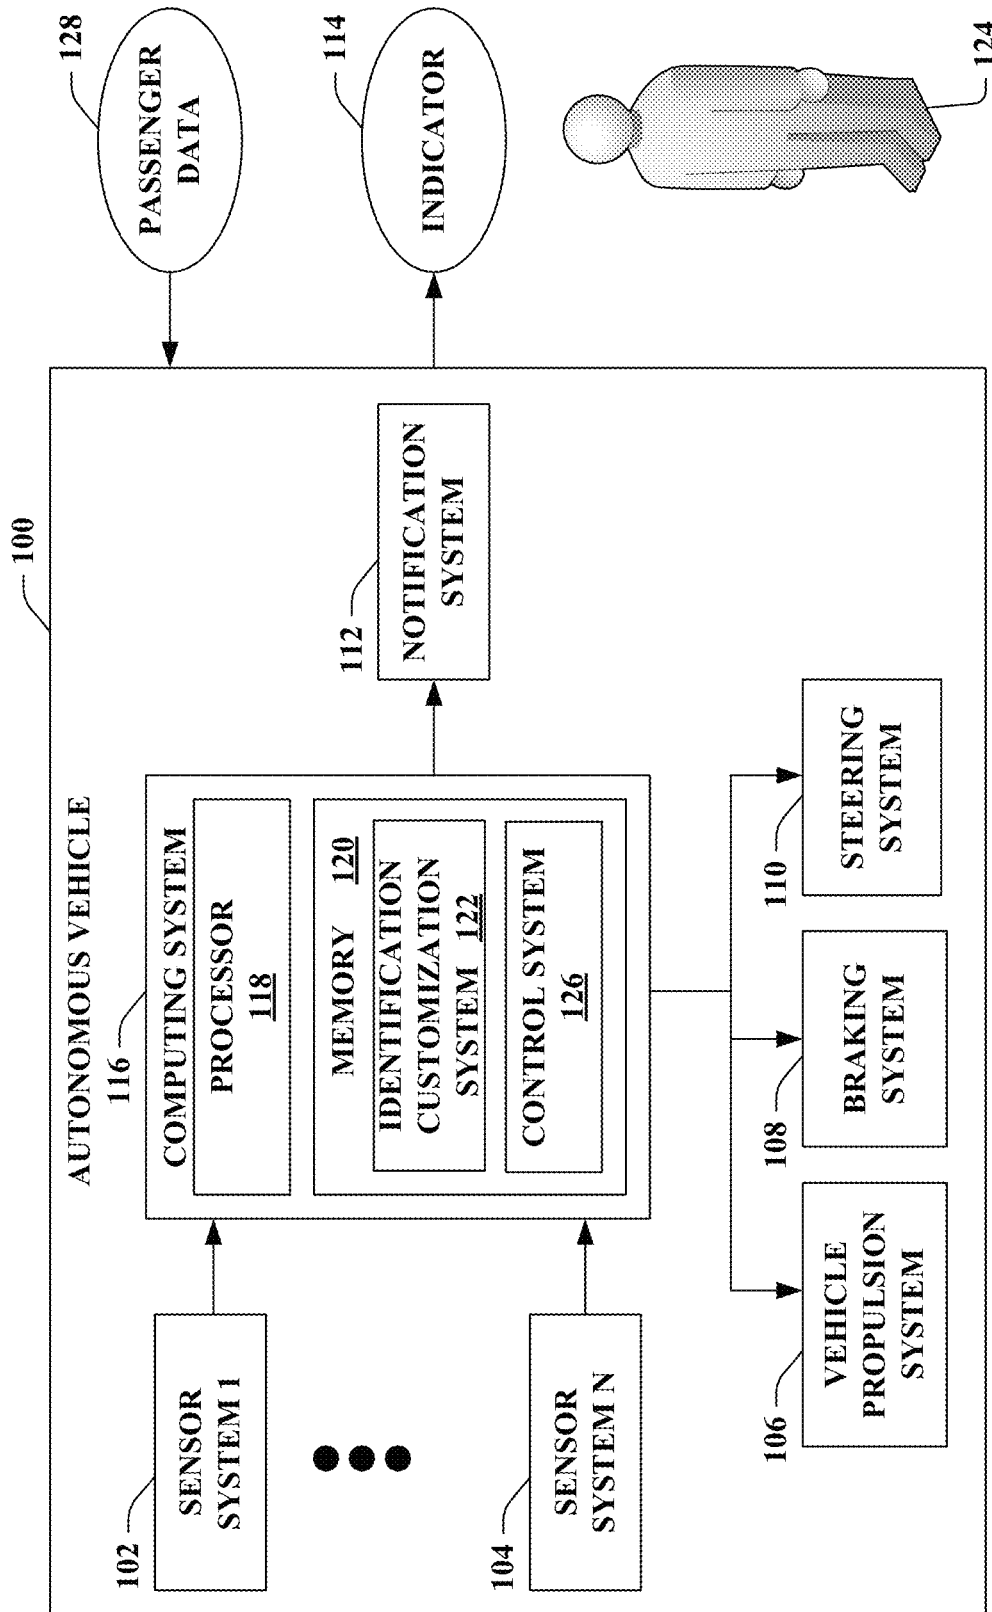 100
AUTONOMOUS VEHICLE
116
COMPUTING SYSTEM
PROCESSOR
118
MEMORY 120
IDENTIFICATION
CUSTOMIZATION
SYSTEM 122
CONTROL SYSTEM
126
102
SENSOR
SYSTEM 1
104
SENSOR
SYSTEM N
106
VEHICLE
PROPULSION
SYSTEM
108
BRAKING
SYSTEM
110
STEERING
SYSTEM
112
NOTIFICATION
SYSTEM
128
PASSENGER
DATA
114
INDICATOR
124